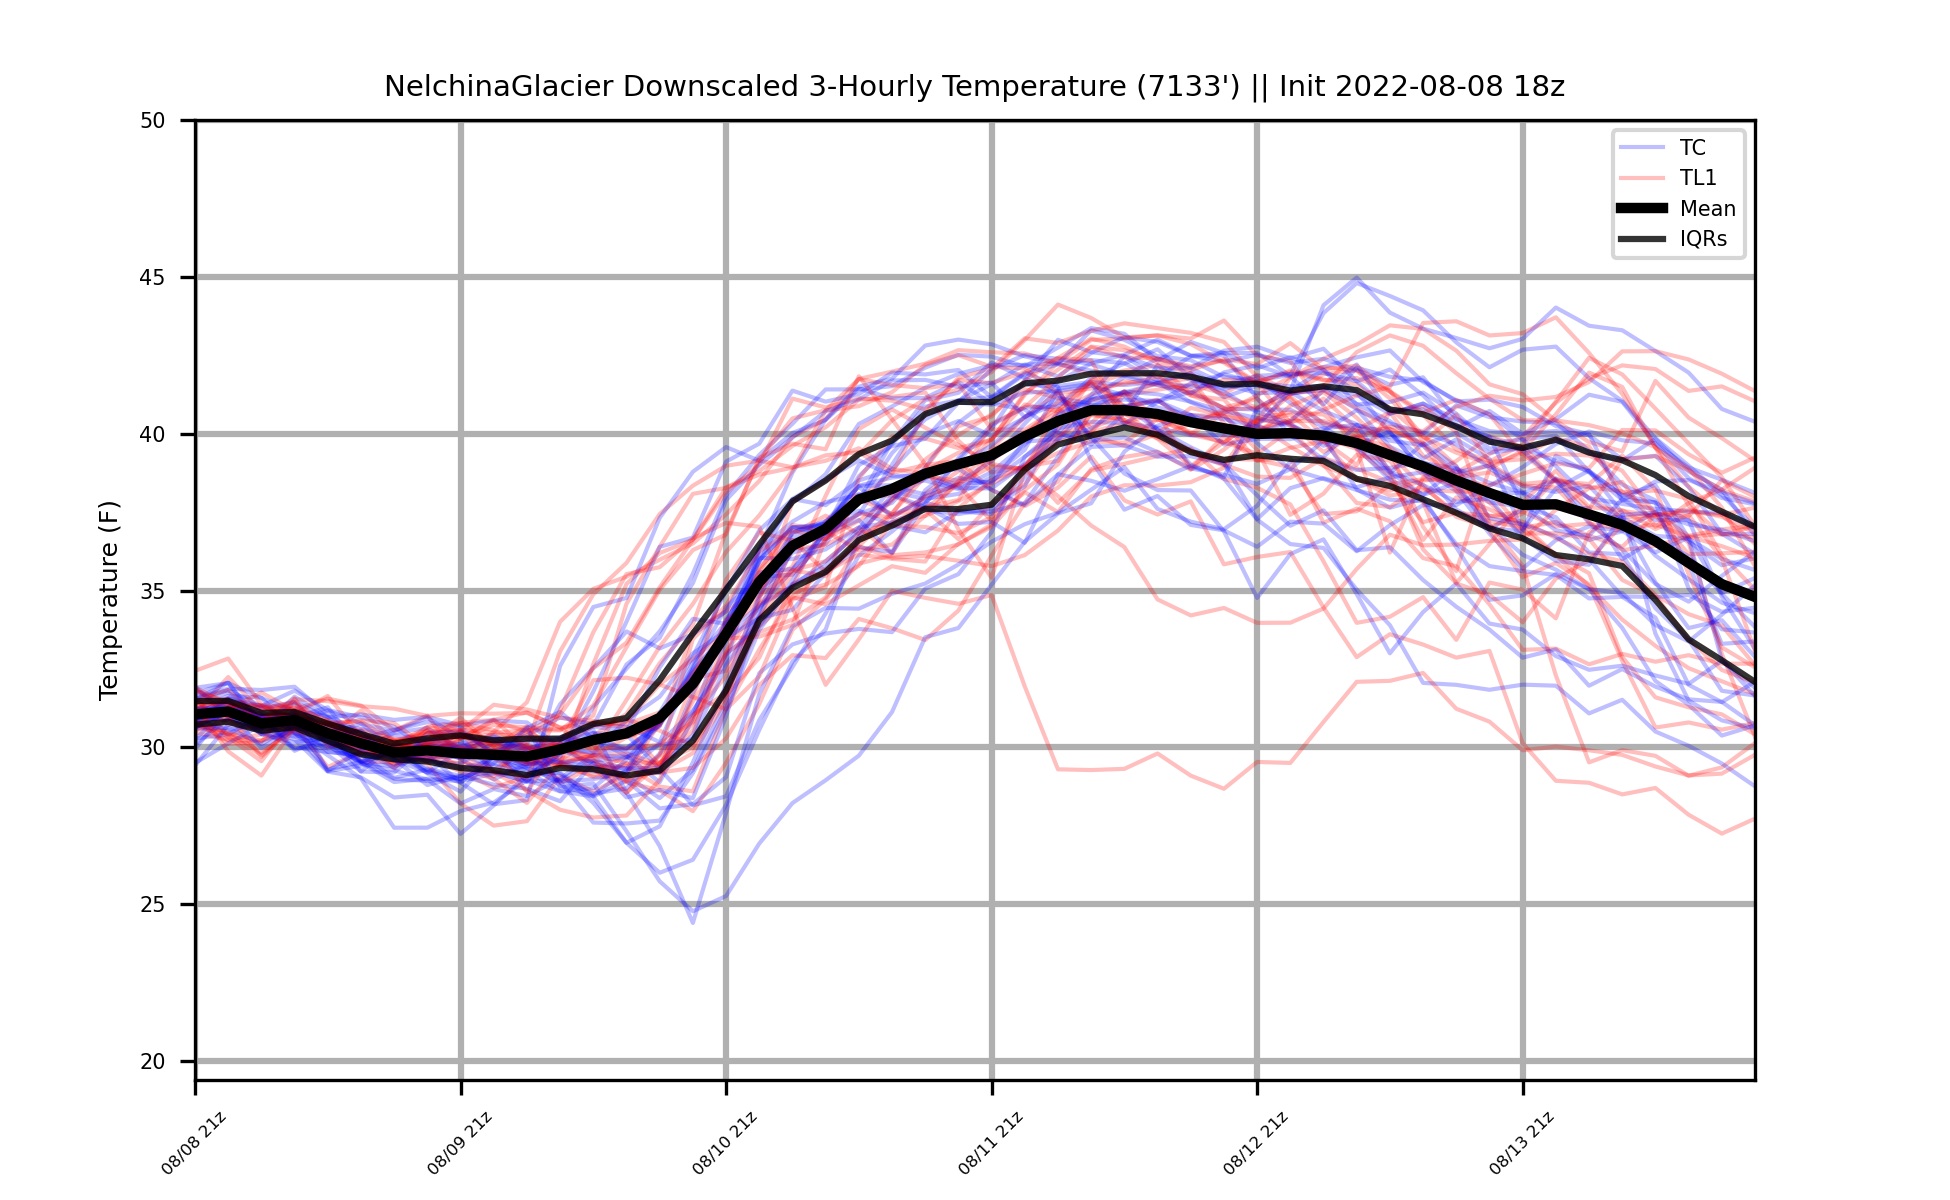 NelchinaGlacier Downscaled 3-Hourly Temperature (7133') || Init 2022-08-08 18z
TC
TL1
Mean
IQRs
Temperature (F)
50
45
40
35
30
25
20
08/08 21z
08/09 21z
08/10 21z
08/11 21z
08/12 21z
08/13 21z